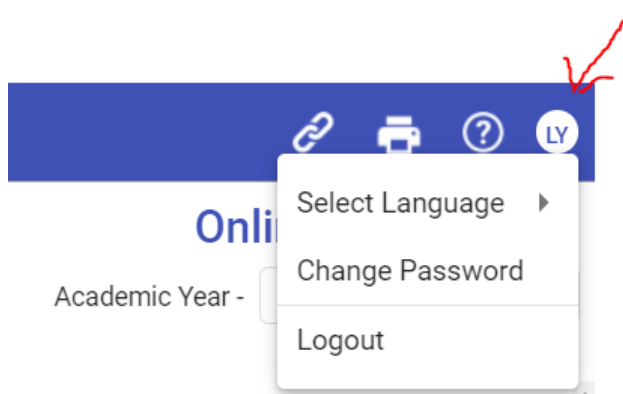 LY
Select Language
Onli
Change Password
Academic Year -
Logout